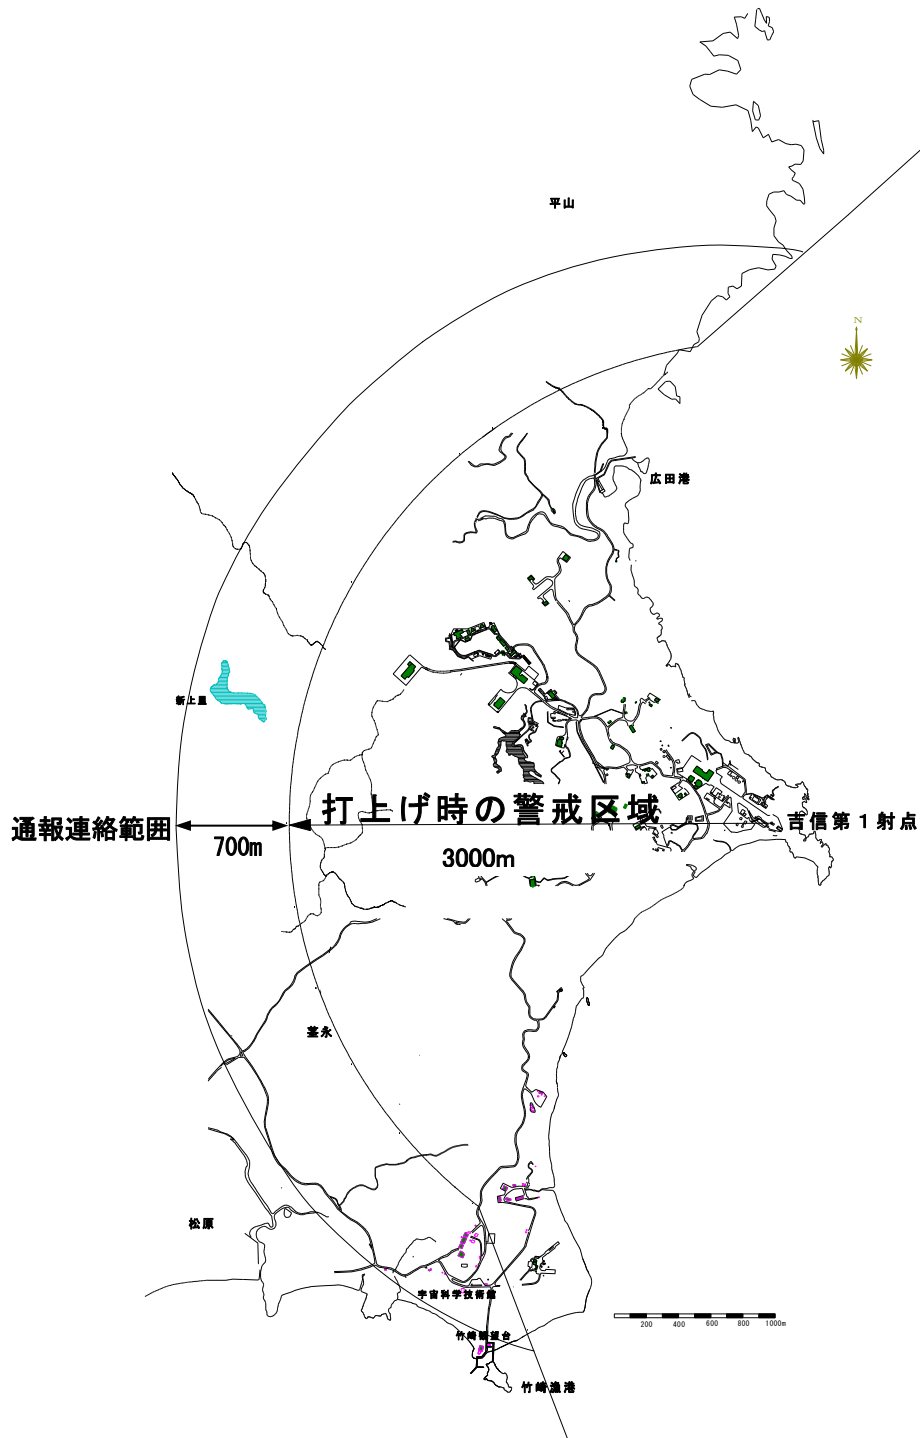 平山
N
広田港
新上里
打上げ時の警戒区域
通報連絡範囲
吉信第1射点
700m
3000m
茎永
松原
宇宙科学技術館
200 400 600 800 1000m
竹崎展望台
竹崎漁港